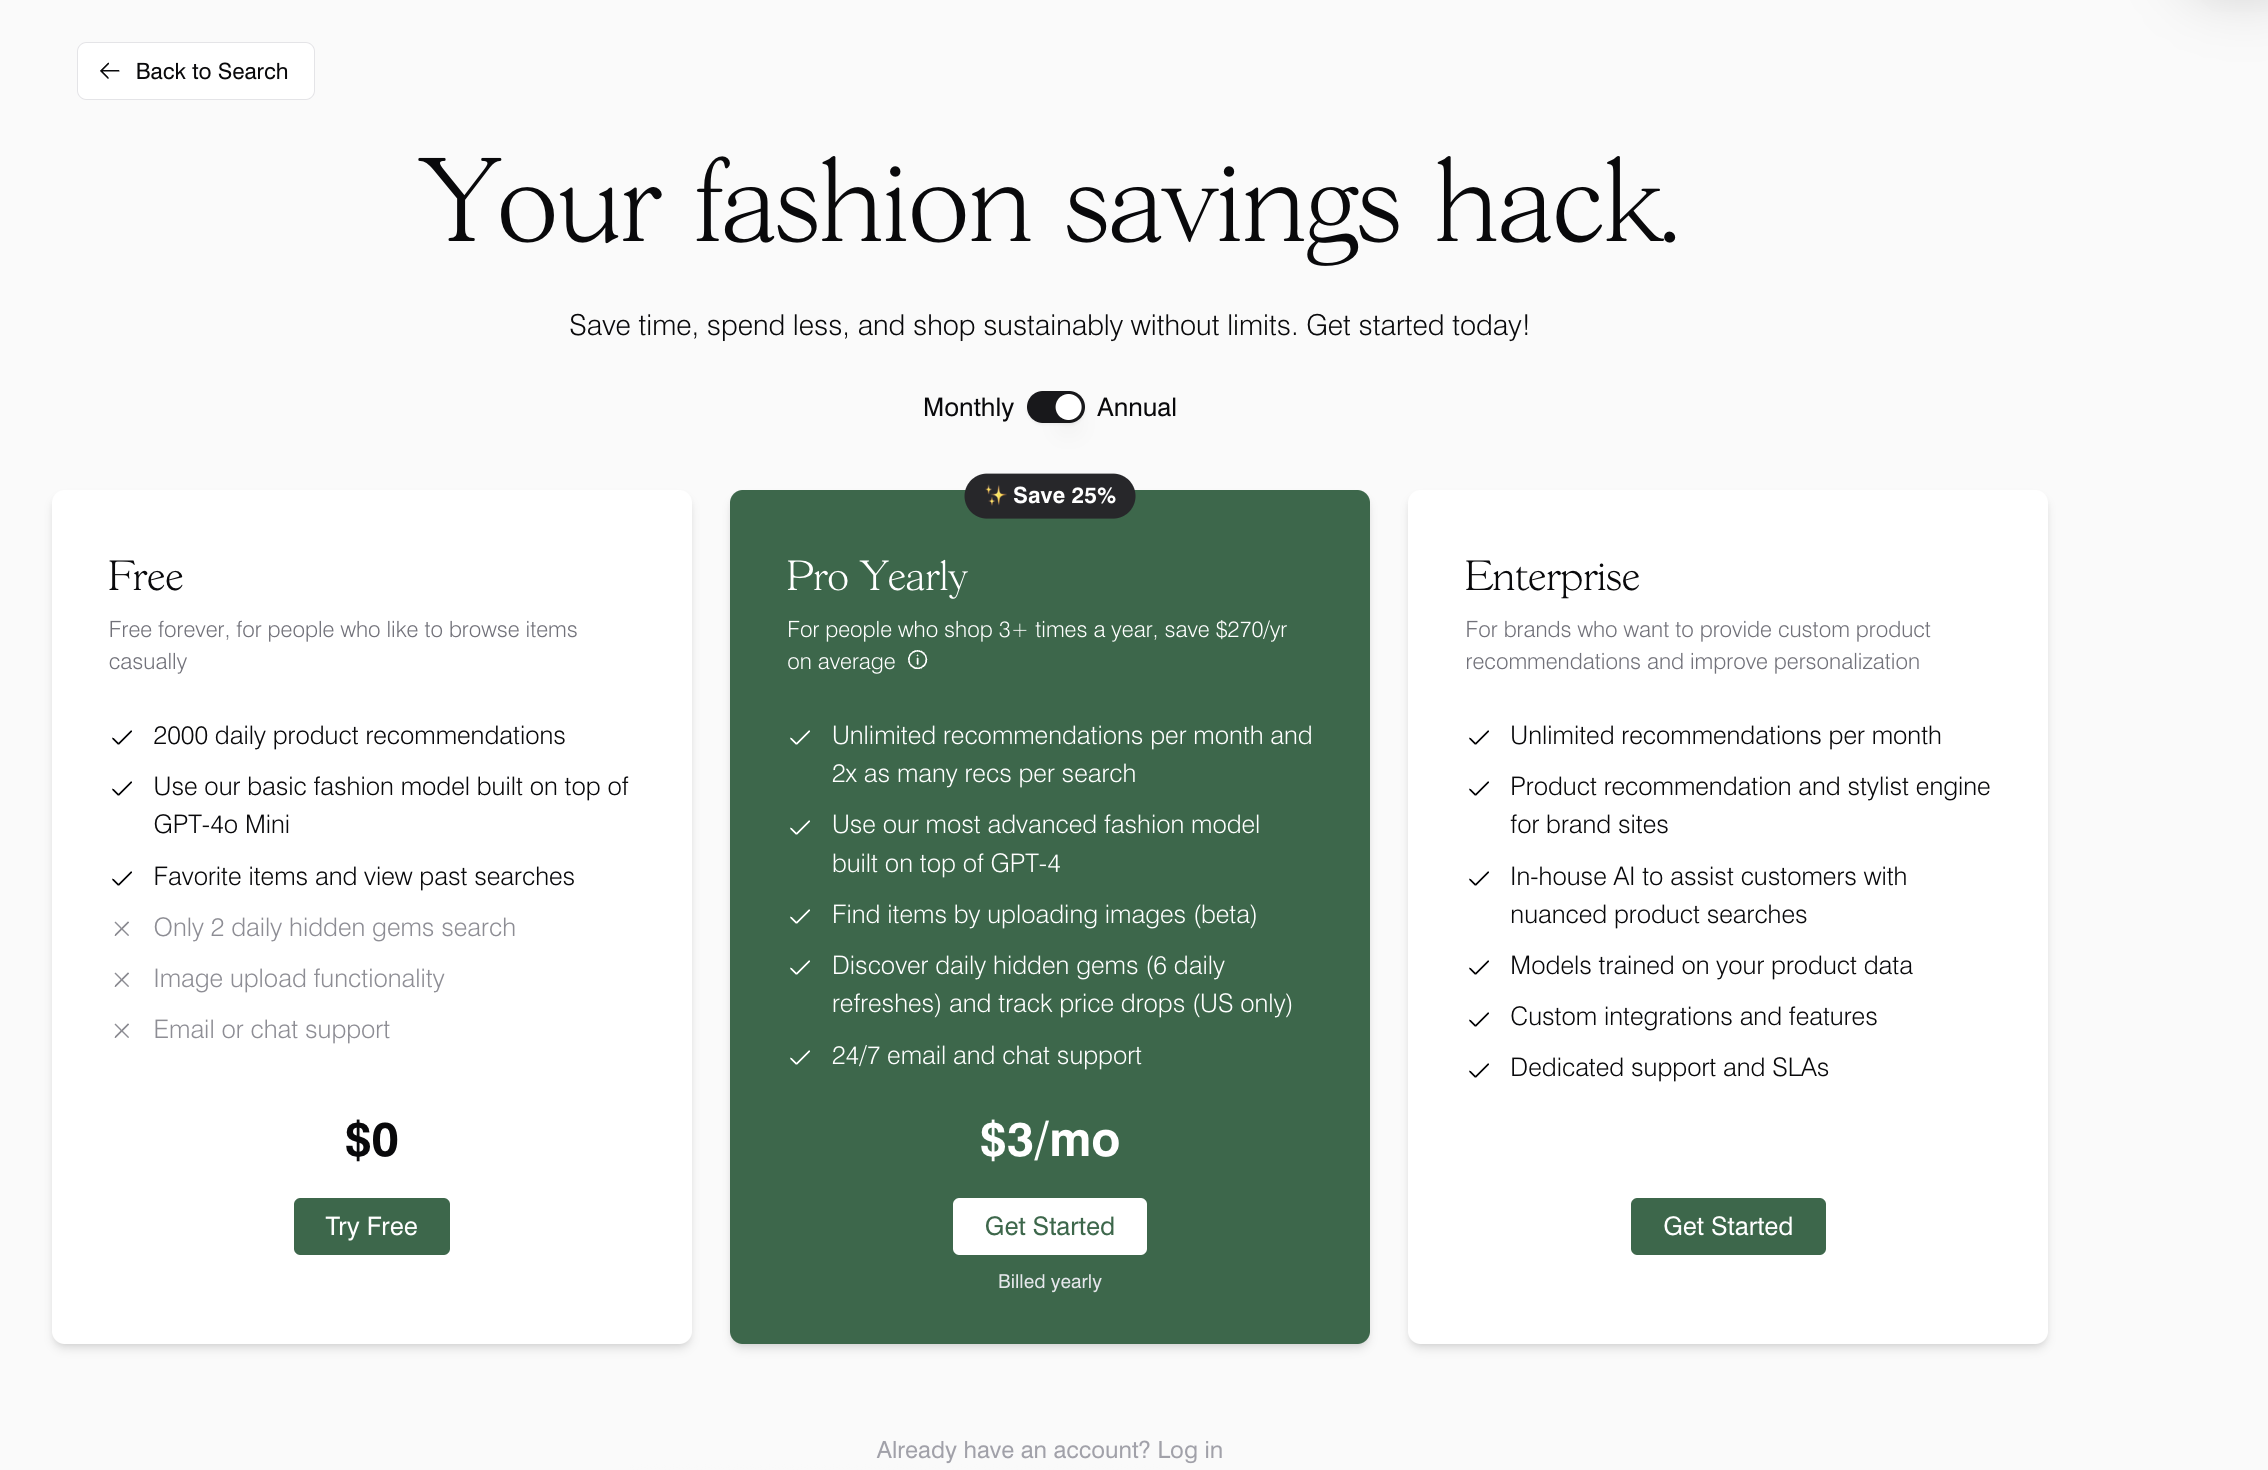 Back to Search
Your fashion savings hack.
Save time, spend less, and shop sustainably without limits. Get started today!
Monthly Annual
Free
Free forever, for people who like to browse items
casually
2000 daily product recommendations
Use our basic fashion model built on top of
GPT-4o Mini
Favorite items and view past searches
Only 2 daily hidden gems search
Image upload functionality
Email or chat support
$0
Try Free
✨ Save 25%
Pro Yearly
For people who shop 3+ times a year, save $270/yr
on average
Unlimited recommendations per month and
2x as many recs per search
Use our most advanced fashion model
built on top of GPT-4
Find items by uploading images (beta)
Discover daily hidden gems (6 daily
refreshes) and track price drops (US only)
24/7 email and chat support
$3/mo
Get Started
Billed yearly
Enterprise
For brands who want to provide custom product
recommendations and improve personalization
Unlimited recommendations per month
Product recommendation and stylist engine
for brand sites
In-house AI to assist customers with
nuanced product searches
Models trained on your product data
Custom integrations and features
Dedicated support and SLAs
Get Started
Already have an account? Log in